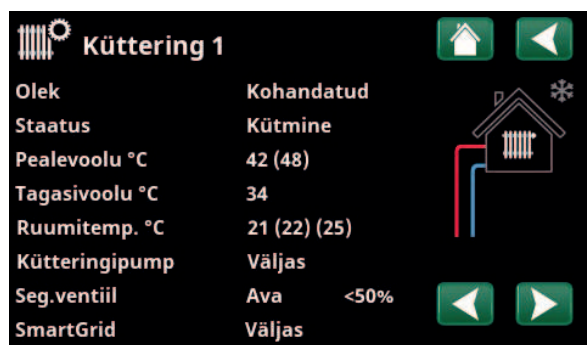 Küttering 1
Olek Kohandatud
Staatus Kütmine
Pealevoolu °C 42 (48)
Tagasivoolu °C 34
Ruumitemp. °C 21 (22) (25)
Kütteringipump Väljas
Seg.ventiil Ava <50%
SmartGrid Väljas